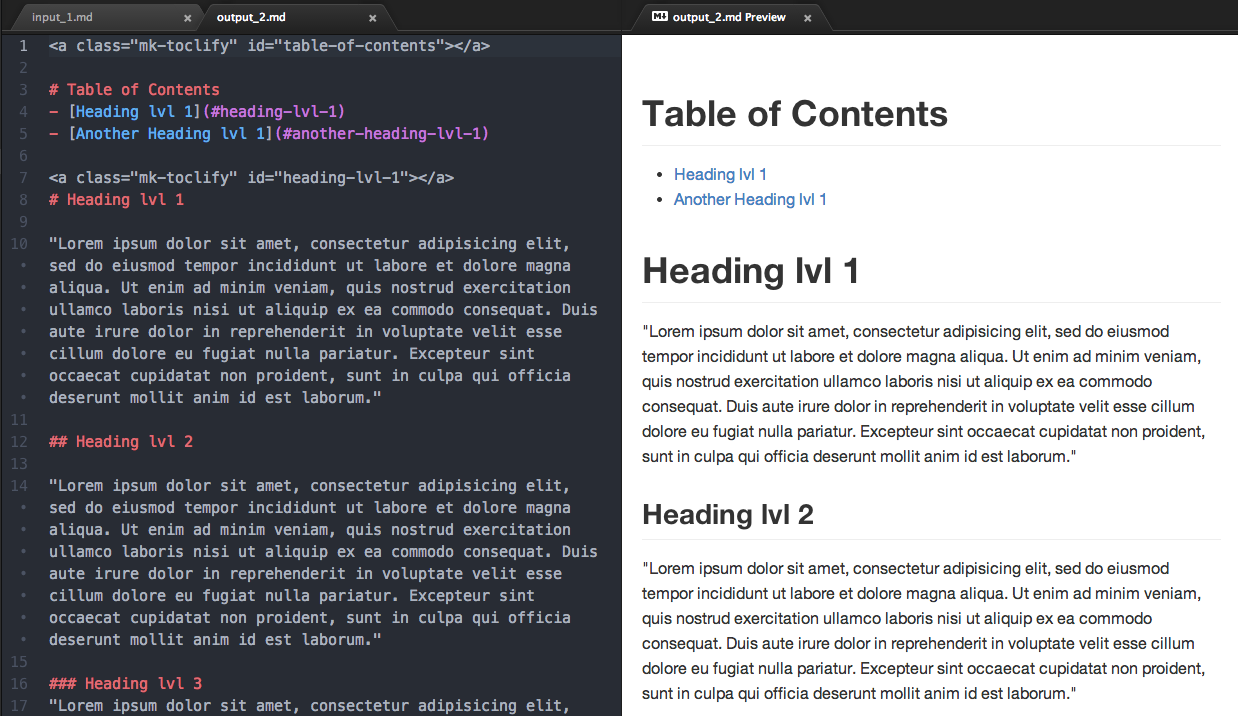 input_1.md
output_2.md
1 <a class="mk-toclify" id="table-of-contents"></a>
2
3 # Table of Contents
4 - [Heading lvl 1](#heading-lvl-1)
5 - [Another Heading lvl 1](#another-heading-lvl-1)
6
7 <a class="mk-toclify" id="heading-lvl-1"></a>
8 # Heading lvl 1
9
10 "Lorem ipsum dolor sit amet, consectetur adipisicing elit,
• sed do eiusmod tempor incididunt ut labore et dolore magna
• aliqua. Ut enim ad minim veniam, quis nostrud exercitation
• ullamco laboris nisi ut aliquip ex ea commodo consequat. Duis
• aute irure dolor in reprehenderit in voluptate velit esse
• cillum dolore eu fugiat nulla pariatur. Excepteur sint
• occaecat cupidatat non proident, sunt in culpa qui officia
• deserunt mollit anim id est laborum."
11
12 ## Heading lvl 2
13
14 "Lorem ipsum dolor sit amet, consectetur adipisicing elit,
• sed do eiusmod tempor incididunt ut labore et dolore magna
• aliqua. Ut enim ad minim veniam, quis nostrud exercitation
• ullamco laboris nisi ut aliquip ex ea commodo consequat. Duis
• aute irure dolor in reprehenderit in voluptate velit esse
• cillum dolore eu fugiat nulla pariatur. Excepteur sint
• occaecat cupidatat non proident, sunt in culpa qui officia
• deserunt mollit anim id est laborum."
15
16 ### Heading lvl 3
17 "Lorem ipsum dolor sit amet, consectetur adipisicing elit,
output_2.md Preview
Table of Contents
• Heading lvl 1
• Another Heading lvl 1
Heading lvl 1
"Lorem ipsum dolor sit amet, consectetur adipisicing elit, sed do eiusmod
tempor incididunt ut labore et dolore magna aliqua. Ut enim ad minim veniam,
quis nostrud exercitation ullamco laboris nisi ut aliquip ex ea commodo
consequat. Duis aute irure dolor in reprehenderit in voluptate velit esse cillum
dolore eu fugiat nulla pariatur. Excepteur sint occaecat cupidatat non proident,
sunt in culpa qui officia deserunt mollit anim id est laborum."
Heading lvl 2
"Lorem ipsum dolor sit amet, consectetur adipisicing elit, sed do eiusmod
tempor incididunt ut labore et dolore magna aliqua. Ut enim ad minim veniam,
quis nostrud exercitation ullamco laboris nisi ut aliquip ex ea commodo
consequat. Duis aute irure dolor in reprehenderit in voluptate velit esse cillum
dolore eu fugiat nulla pariatur. Excepteur sint occaecat cupidatat non proident,
sunt in culpa qui officia deserunt mollit anim id est laborum."